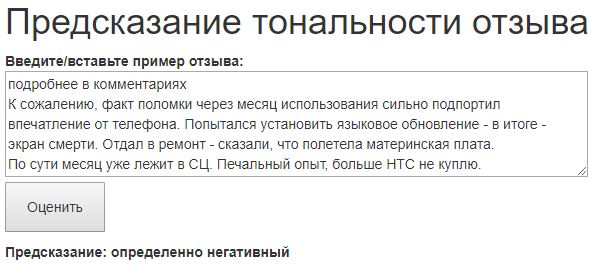 Предсказание тональности отзыва
Введите/вставьте пример отзыва:
подробнее в комментариях
К сожалению, факт поломки через месяц использования сильно подпортил
впечатление от телефона. Попытался установить языковое обновление - в итоге -
экран смерти. Отдал в ремонт - сказали, что полетела материнская плата.
По сути месяц уже лежит в СЦ. Печальный опыт, больше НТС не куплю.
Оценить
Предсказание: определенно негативный